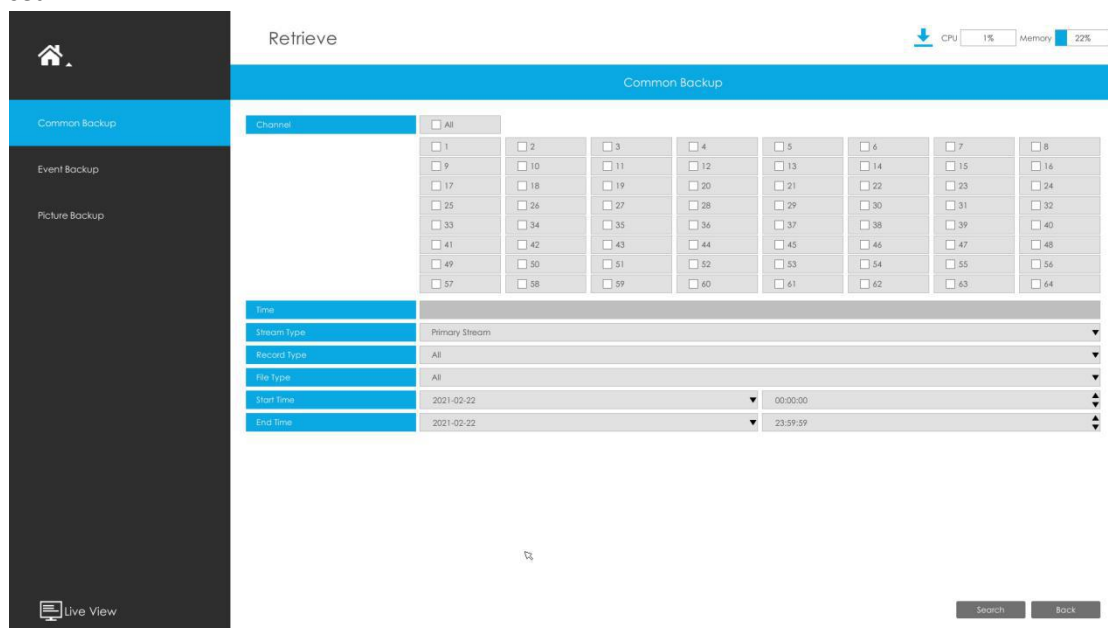 Retrieve
CPU 1% Memory 22%
Common Backup
Common Backup
Event Backup
Picture Backup
Live View
Channel All
1 2 3 4 5 6 7 8
9 10 11 12 13 14 15 16
17 18 19 20 21 22 23 24
25 26 27 28 29 30 31 32
33 34 35 36 37 38 39 40
41 42 43 44 45 46 47 48
49 50 51 52 53 54 55 56
57 58 59 60 61 62 63 64
Time
Stream Type Primary Stream
Record Type All
File Type All
Start Time 2021-02-22 00:00:00
End Time 2021-02-22 23:59:59
Search Back